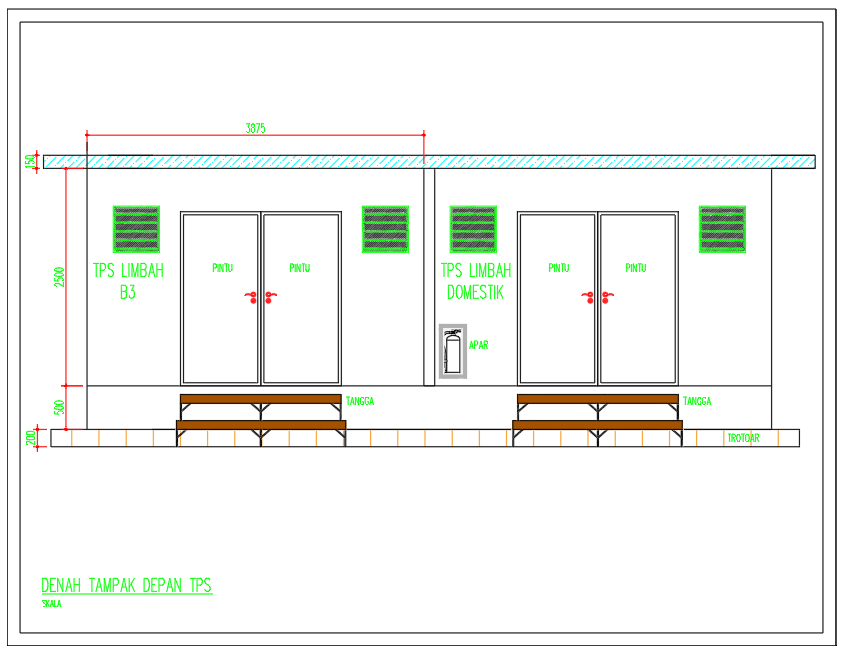 3875
150
2500
TPS LIMBAH
B3
PINTU
PINTU
TPS LIMBAH
DOMESTIK
PINTU
PINTU
APAR
500
TANGGA
TANGGA
200
TROTOAR
DENAH TAMPAK DEPAN TPS
SKALA